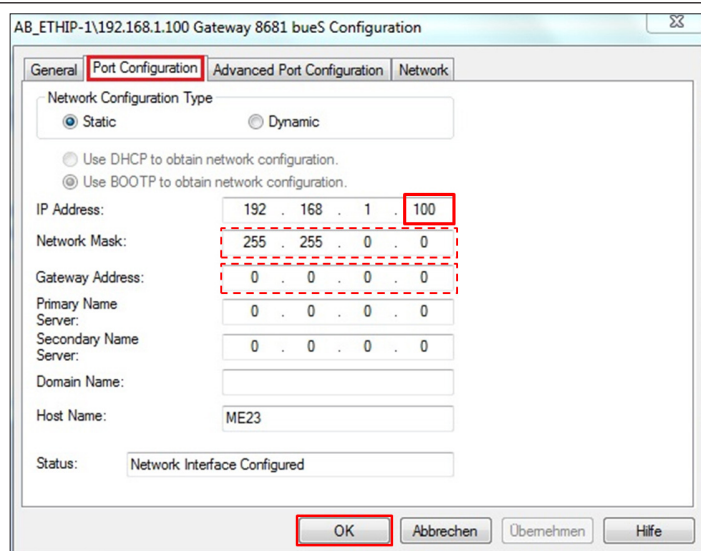 AB_ETHIP-1\192.168.1.100 Gateway 8681 bueS Configuration
General Port Configuration Advanced Port Configuration Network
Network Configuration Type
Static Dynamic
Use DHCP to obtain network configuration.
Use BOOTP to obtain network configuration.
IP Address: 192 . 168 . 1 . 100
Network Mask: 255 . 255 . 0 . 0
Gateway Address: 0 . 0 . 0 . 0
Primary Name
Server: 0 . 0 . 0 . 0
Secondary Name
Server: 0 . 0 . 0 . 0
Domain Name:
Host Name: ME23
Status: Network Interface Configured
OK Abbrechen Übernehmen Hilfe